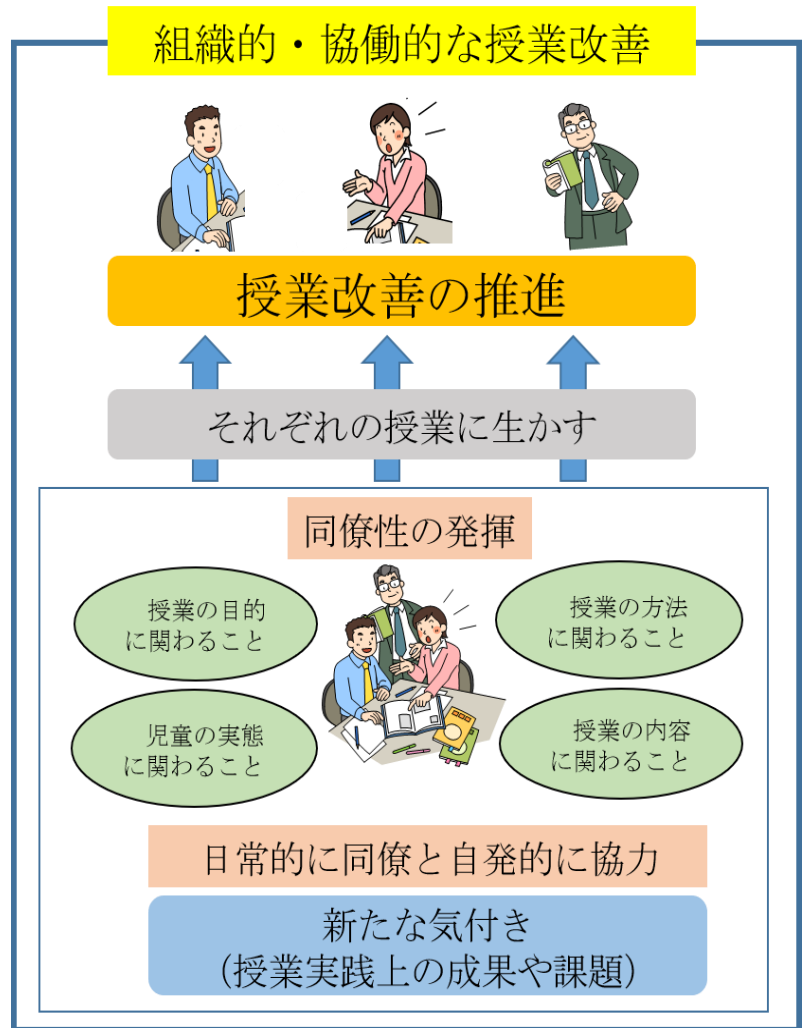 組織的・協働的な授業改善
授業改善の推進
それぞれの授業に生かす
同僚性の発揮
授業の目的
に関わること
授業の方法
に関わること
児童の実態
に関わること
授業の内容
に関わること
日常的に同僚と自発的に協力
新たな気付き
（授業実践上の成果や課題）